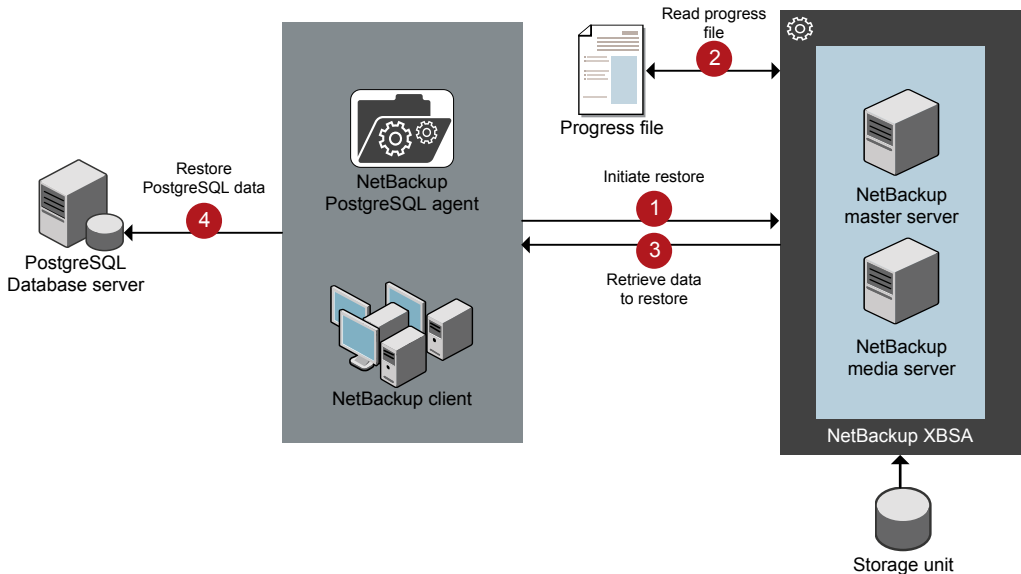 Read progress
file
2
Progress file
NetBackup
PostgreSQL agent
NetBackup
master server
Restore
PostgreSQL data
4
Initiate restore
1
3
Retrieve data
to restore
PostgreSQL
Database server
NetBackup
media server
NetBackup client
NetBackup XBSA
Storage unit